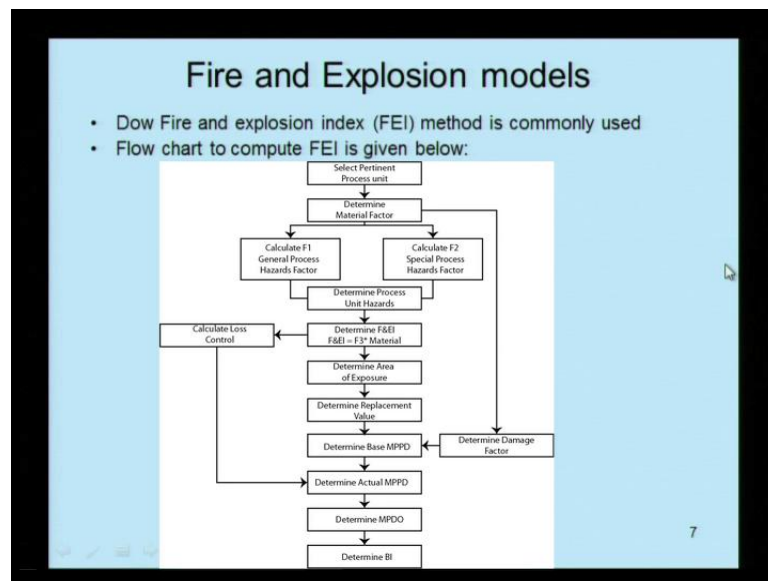 Fire and Explosion models
• Dow Fire and explosion index (FEI) method is commonly used
• Flow chart to compute FEI is given below:
Select Pertinent
Process unit
Determine
Material Factor
Calculate F1
General Process
Hazards Factor
Calculate F2
Special Process
Hazards Factor
Determine Process
Unit Hazards
Calculate Loss
Control
Determine F&EI
F&EI = F3* Material
Determine Area
of Exposure
Determine Replacement
Value
Determine Base MPPD
Determine Damage
Factor
Determine Actual MPPD
Determine MPDO
Determine BI
7